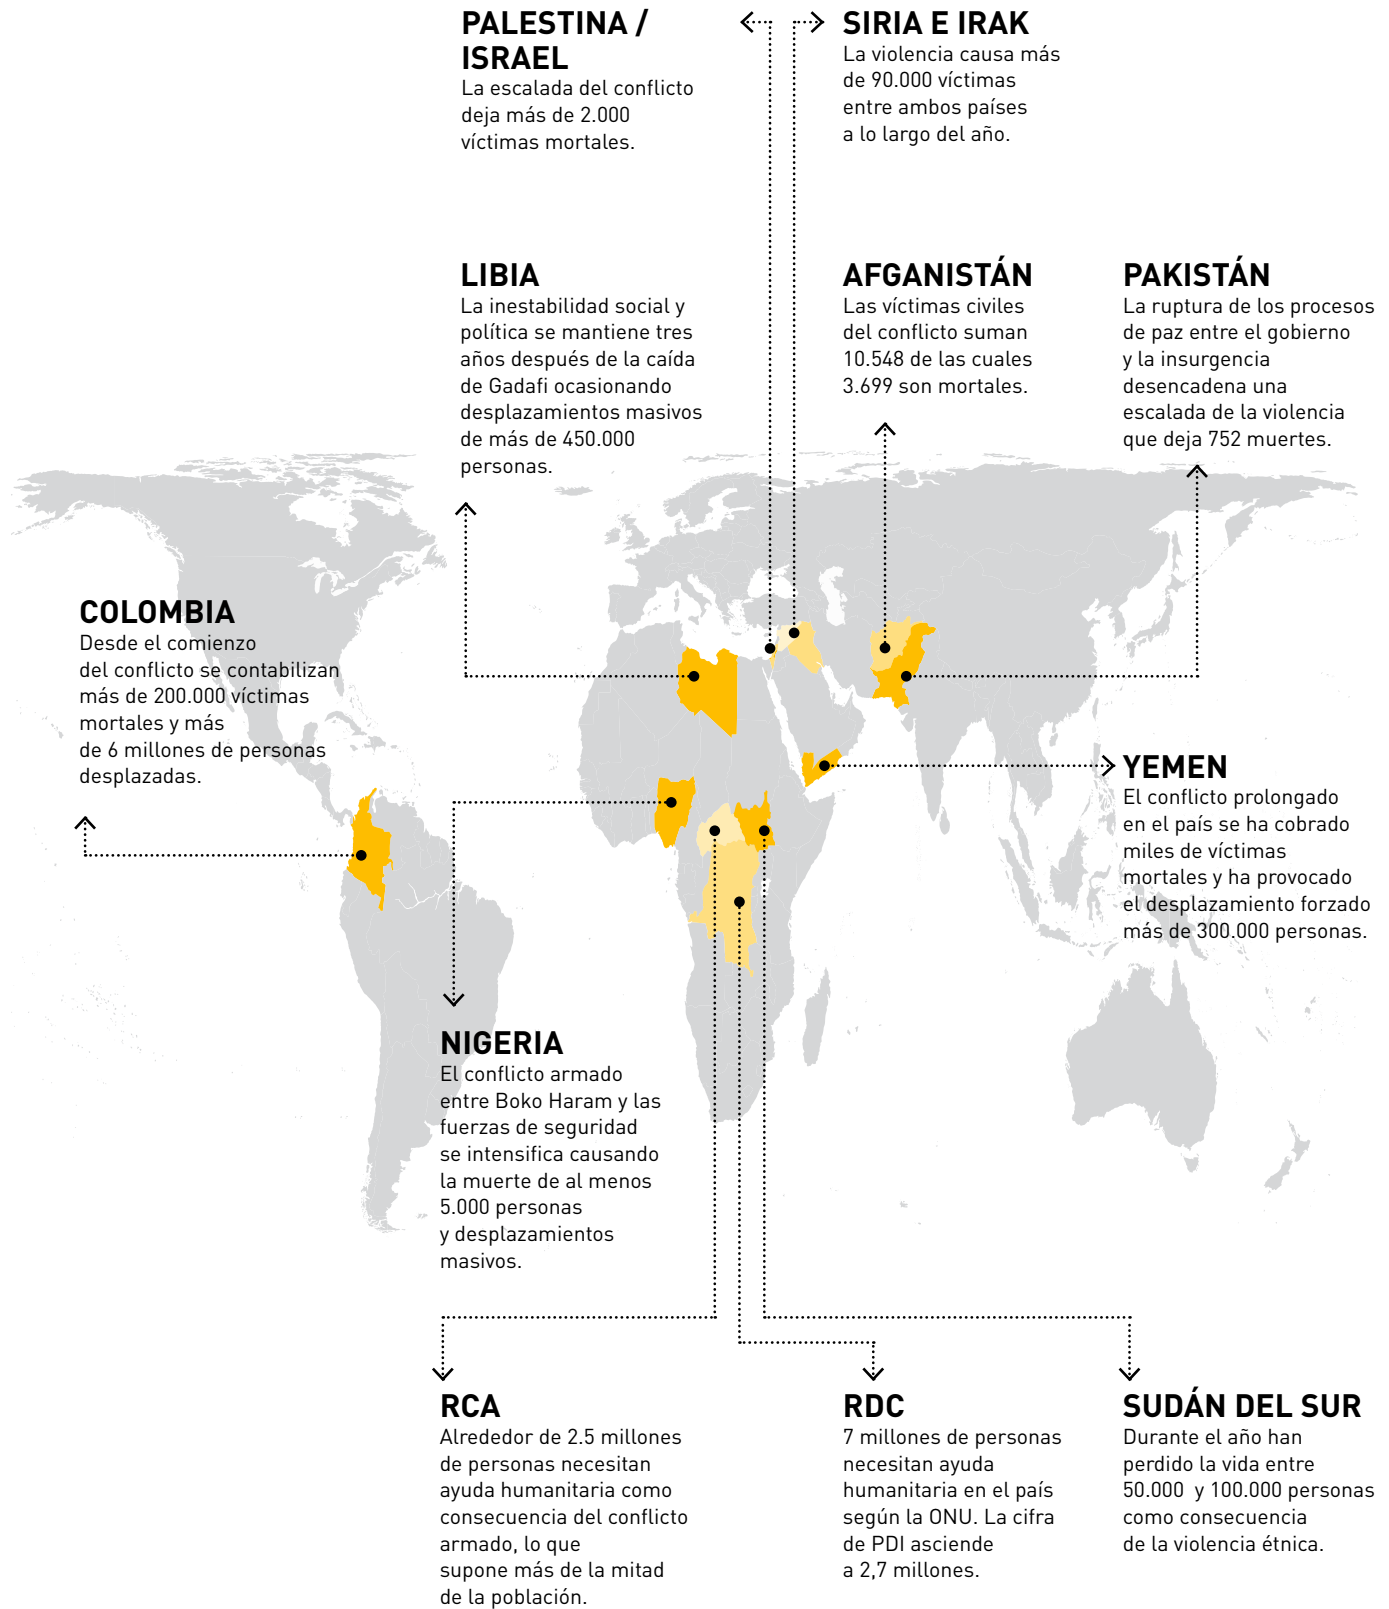 PALESTINA /
ISRAEL
La escalada del conflicto
deja más de 2.000
víctimas mortales.
SIRIA E IRAK
La violencia causa más
de 90.000 víctimas
entre ambos países
a lo largo del año.
LIBIA
La inestabilidad social y
política se mantiene tres
años después de la caída
de Gadafi ocasionando
desplazamientos masivos
de más de 450.000
personas.
AFGANISTÁN
Las víctimas civiles
del conflicto suman
10.548 de las cuales
3.699 son mortales.
PAKISTÁN
La ruptura de los procesos
de paz entre el gobierno
y la insurgencia
desencadena una
escalada de la violencia
que deja 752 muertes.
COLOMBIA
Desde el comienzo
del conflicto se contabilizan
más de 200.000 víctimas
mortales y más
de 6 millones de personas
desplazadas.
YEMEN
El conflicto prolongado
en el país se ha cobrado
miles de víctimas
mortales y ha provocado
el desplazamiento forzado
más de 300.000 personas.
NIGERIA
El conflicto armado
entre Boko Haram y las
fuerzas de seguridad
se intensifica causando
la muerte de al menos
5.000 personas
y desplazamientos
masivos.
RCA
Alrededor de 2.5 millones
de personas necesitan
ayuda humanitaria como
consecuencia del conflicto
armado, lo que
supone más de la mitad
de la población.
RDC
7 millones de personas
necesitan ayuda
humanitaria en el país
según la ONU. La cifra
de PDI asciende
a 2,7 millones.
SUDÁN DEL SUR
Durante el año han
perdido la vida entre
50.000 y 100.000 personas
como consecuencia
de la violencia étnica.